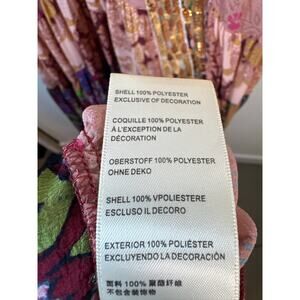 SHELL 100% POLYESTER
EXCLUSIVE OF DECORATION
COQUILLE 100% POLYESTER
À L'EXCEPTION DE LA
DÉCORATION
OBERSTOFF 100% POLYESTER
OHNE DEKO
SHELL 100% VPOLIESTERE
ESCLUSO IL DECORO
EXTERIOR 100% POLIÉSTER
EXCLUYENDO LA DECORACIÓN
面料 100% 聚酯纤维
不包含装饰物